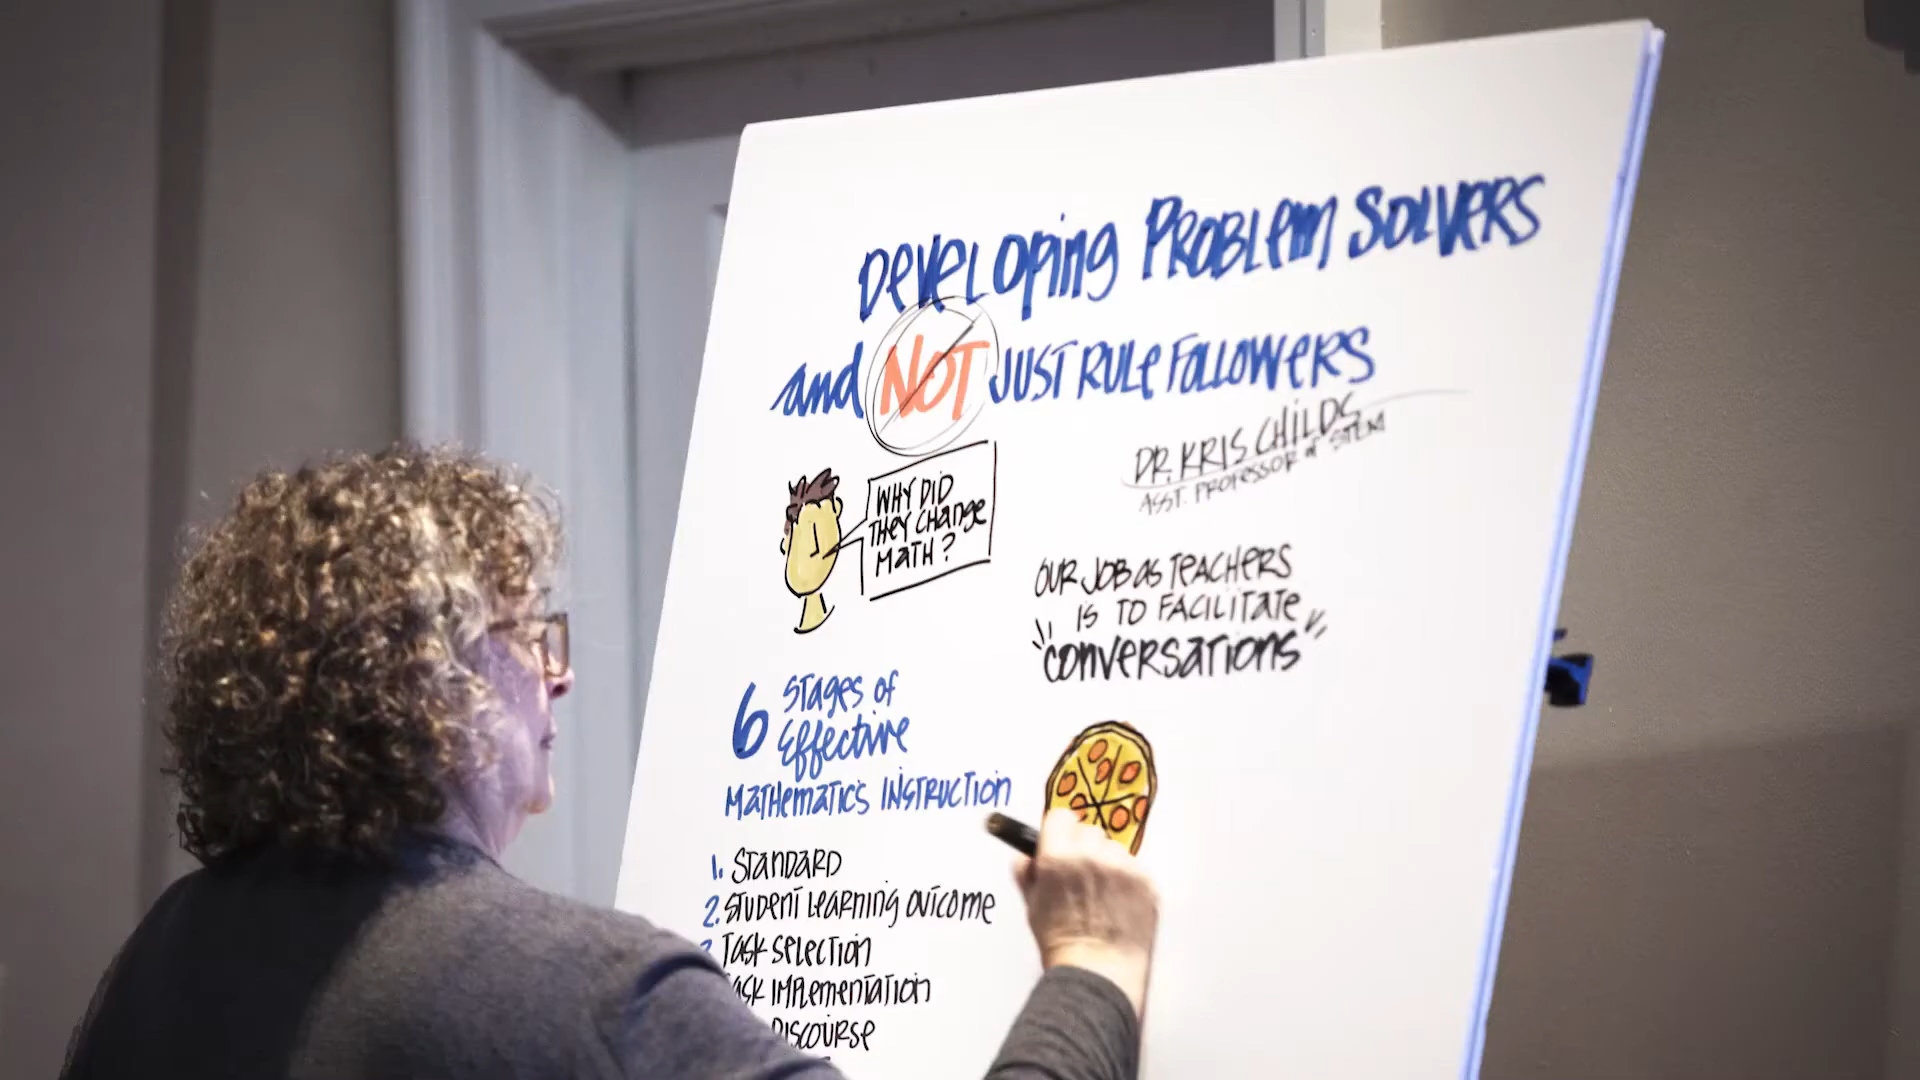 DEVELOPING PROBLEM SOLVERS
and NOT JUST RULE FOLLOWERS
DR. KRIS CHILDS
ASST. PROFESSOR of STEM
WHY DID
THEY CHANGE
MATH?
OUR JOB as TEACHERS
IS TO FACILITATE
"CONVERSATIONS"
6 STAGES OF
Effective
MATHEMATICS INSTRUCTION
1. STANDARD
2. STUDENT LEARNING OUTCOME
TASK SELECTION
IMPLEMENTATION
DISCOURSE